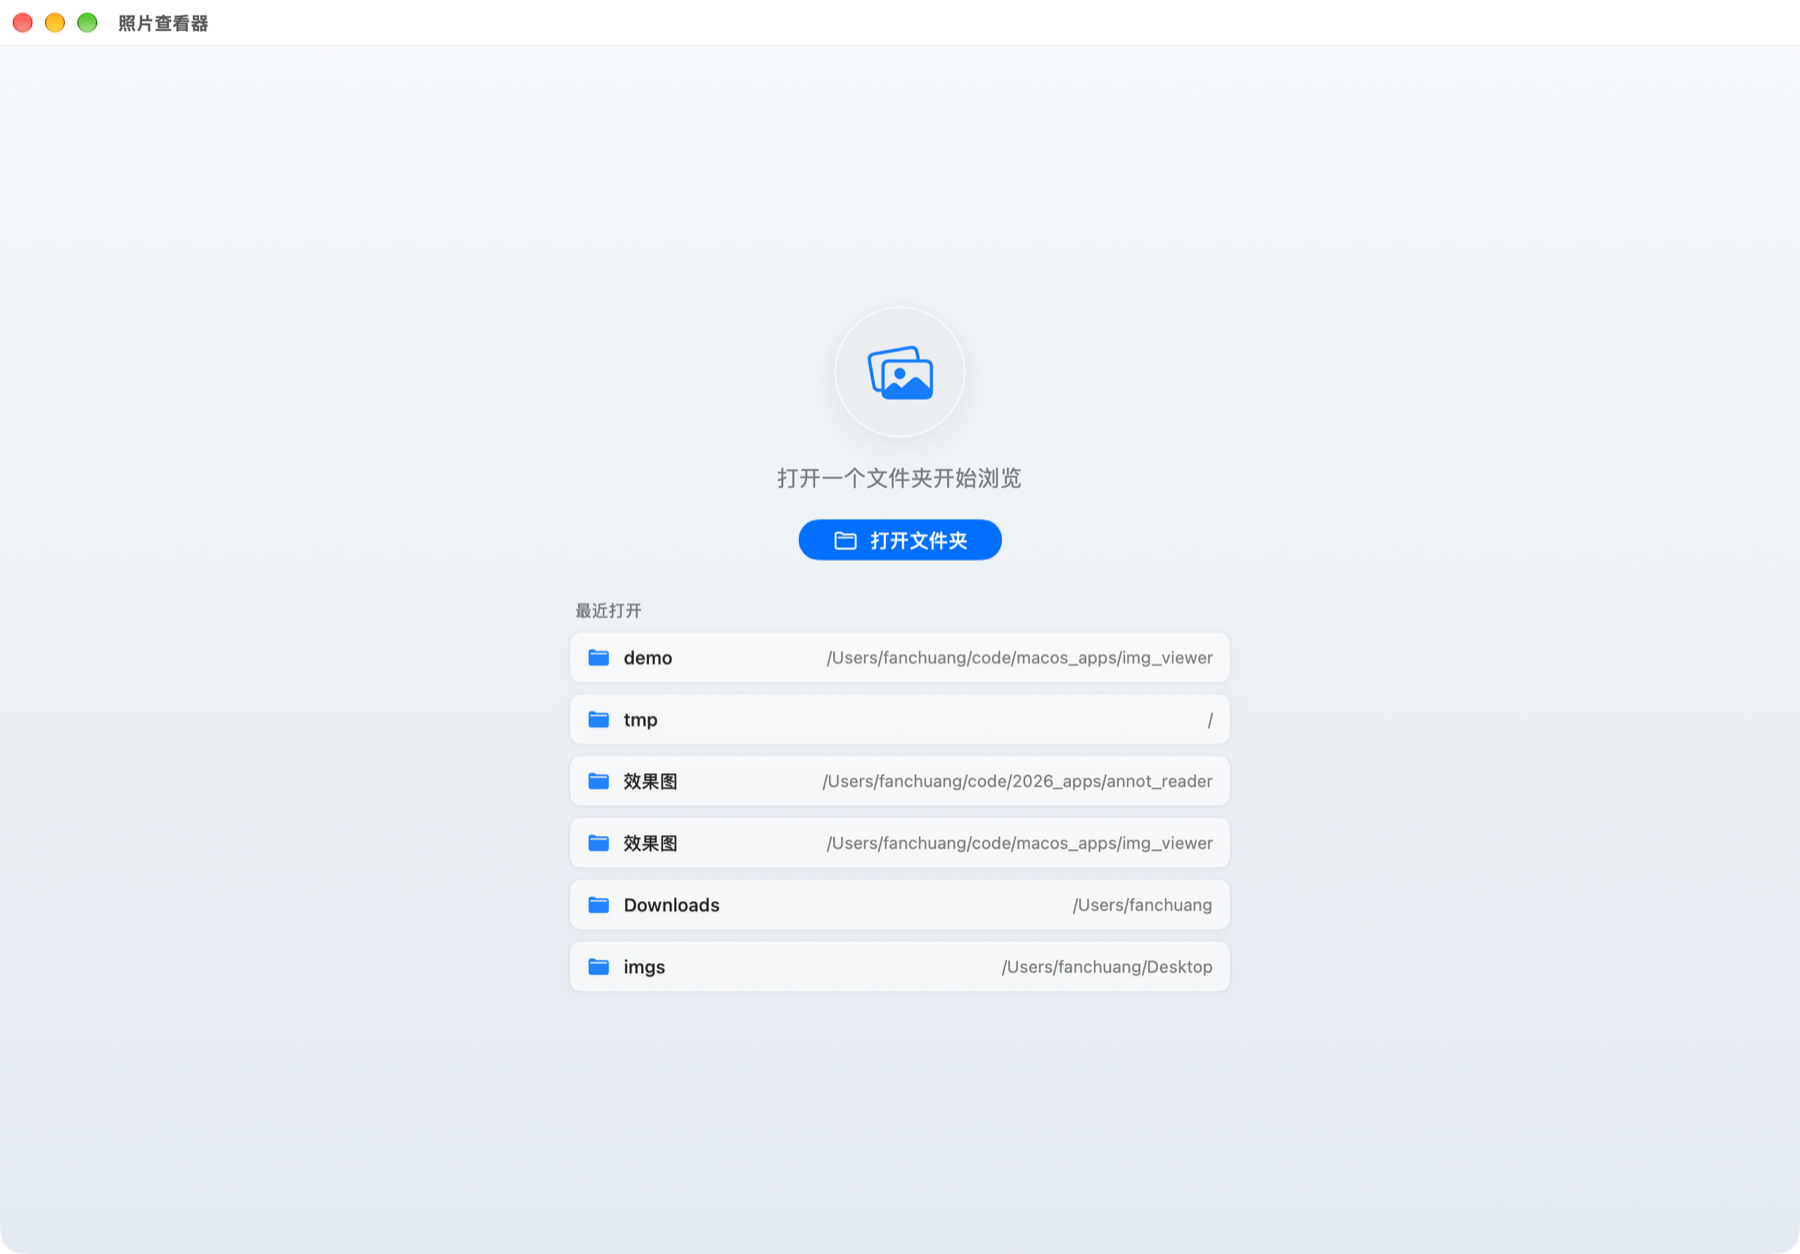 照片查看器
打开一个文件夹开始浏览
打开文件夹
最近打开
demo /Users/fanchuang/code/macos_apps/img_viewer
tmp /
效果图 /Users/fanchuang/code/2026_apps/annot_reader
效果图 /Users/fanchuang/code/macos_apps/img_viewer
Downloads /Users/fanchuang
imgs /Users/fanchuang/Desktop